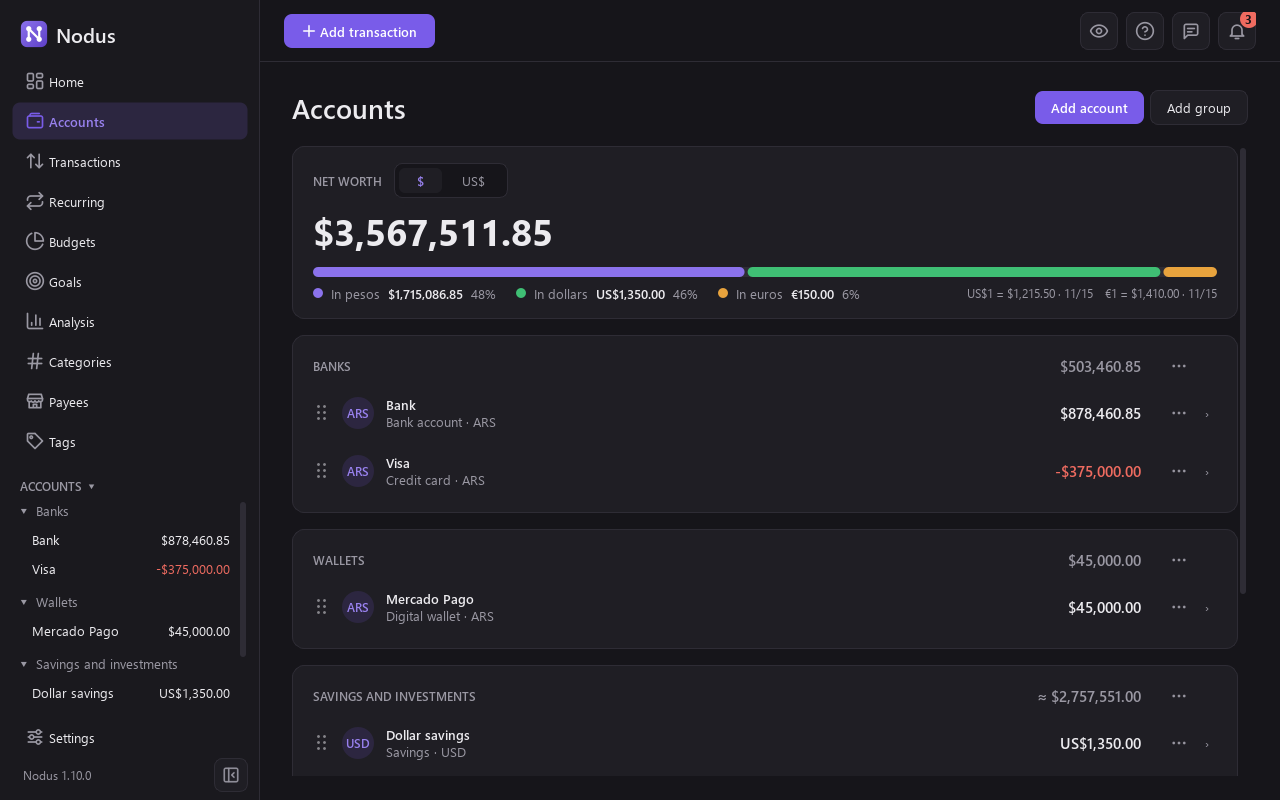 Nodus
Home
Accounts
Transactions
Recurring
Budgets
Goals
Analysis
Categories
Payees
Tags
ACCOUNTS
Banks
Bank $878,460.85
Visa -$375,000.00
Wallets
Mercado Pago $45,000.00
Savings and investments
Dollar savings US$1,350.00
Settings
Nodus 1.10.0
+ Add transaction
3
Accounts
Add account
Add group
NET WORTH $ US$
$3,567,511.85
In pesos $1,715,086.85 48% In dollars US$1,350.00 46% In euros €150.00 6% US$1 = $1,215.50 · 11/15 €1 = $1,410.00 · 11/15
BANKS $503,460.85
ARS Bank $878,460.85
Bank account · ARS
ARS Visa -$375,000.00
Credit card · ARS
WALLETS $45,000.00
ARS Mercado Pago $45,000.00
Digital wallet · ARS
SAVINGS AND INVESTMENTS ≈ $2,757,551.00
USD Dollar savings US$1,350.00
Savings · USD